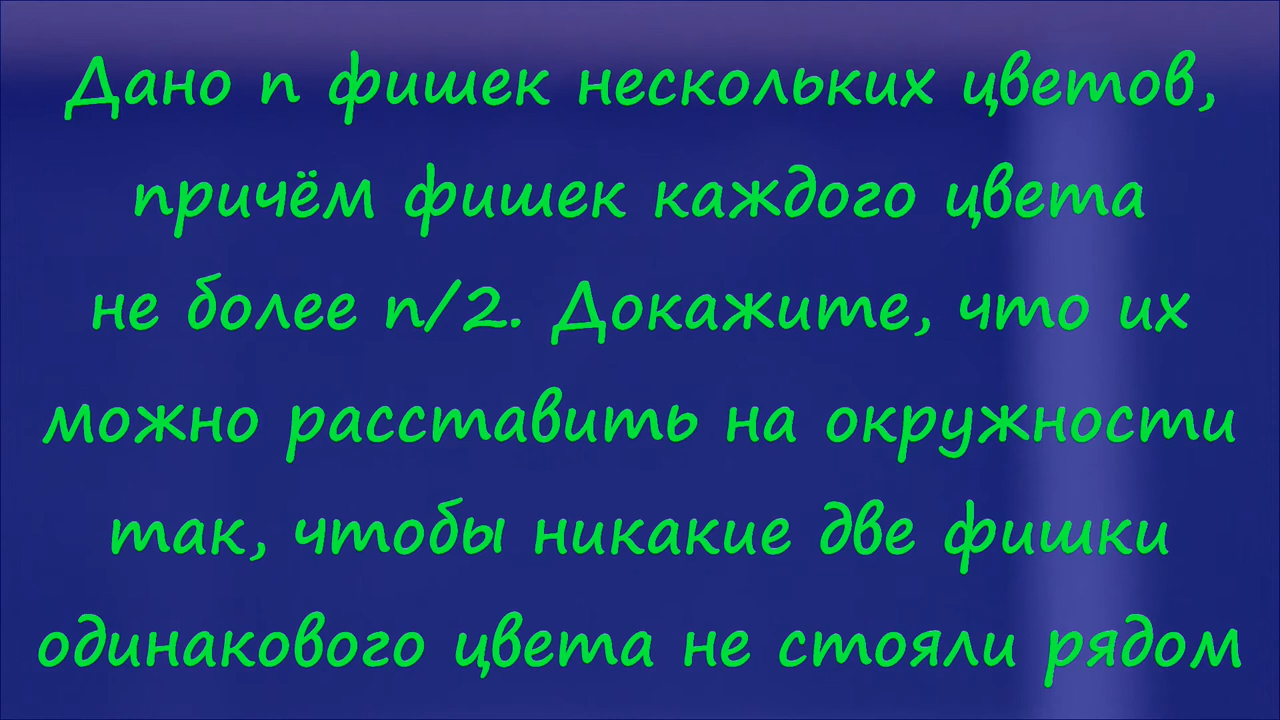 Дано n фишек нескольких цветов,
причём фишек каждого цвета
не более n/2. Докажите, что их
можно расставить на окружности
так, чтобы никакие две фишки
одинакового цвета не стояли рядом